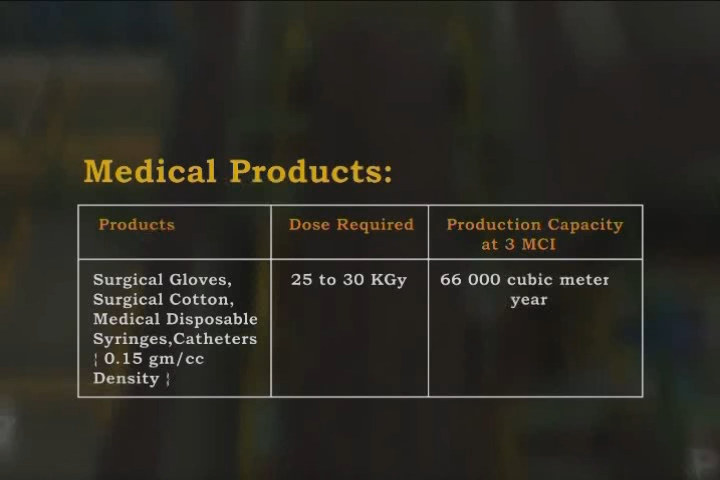 Medical Products:
Products
Dose Required
Production Capacity
at 3 MCI
Surgical Gloves,
Surgical Cotton,
Medical Disposable
Syringes,Catheters
¦ 0.15 gm/cc
Density ¦
25 to 30 KGy
66 000 cubic meter
year